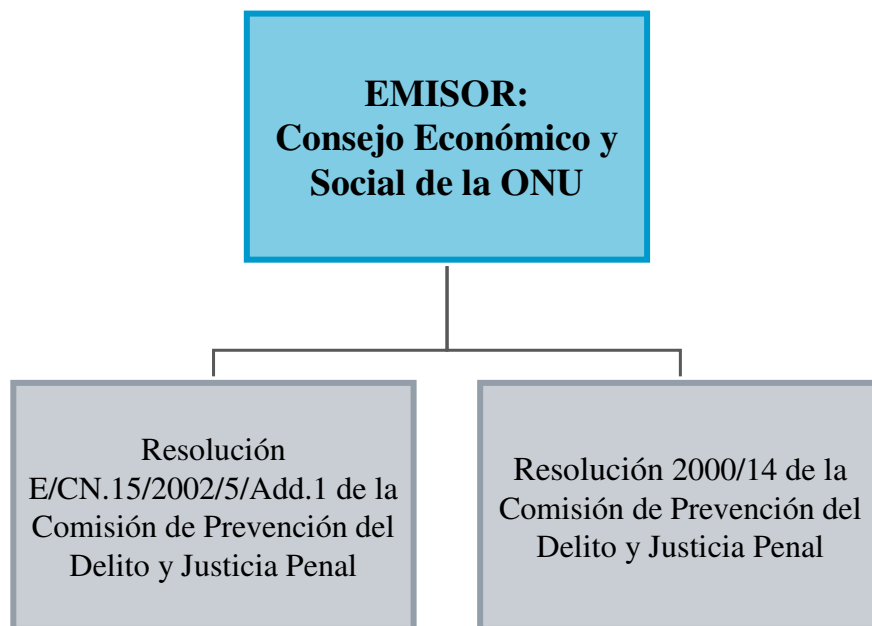 EMISOR:
Consejo Económico y
Social de la ONU
Resolución
E/CN.15/2002/5/Add.1 de la
Comisión de Prevención del
Delito y Justicia Penal
Resolución 2000/14 de la
Comisión de Prevención del
Delito y Justicia Penal